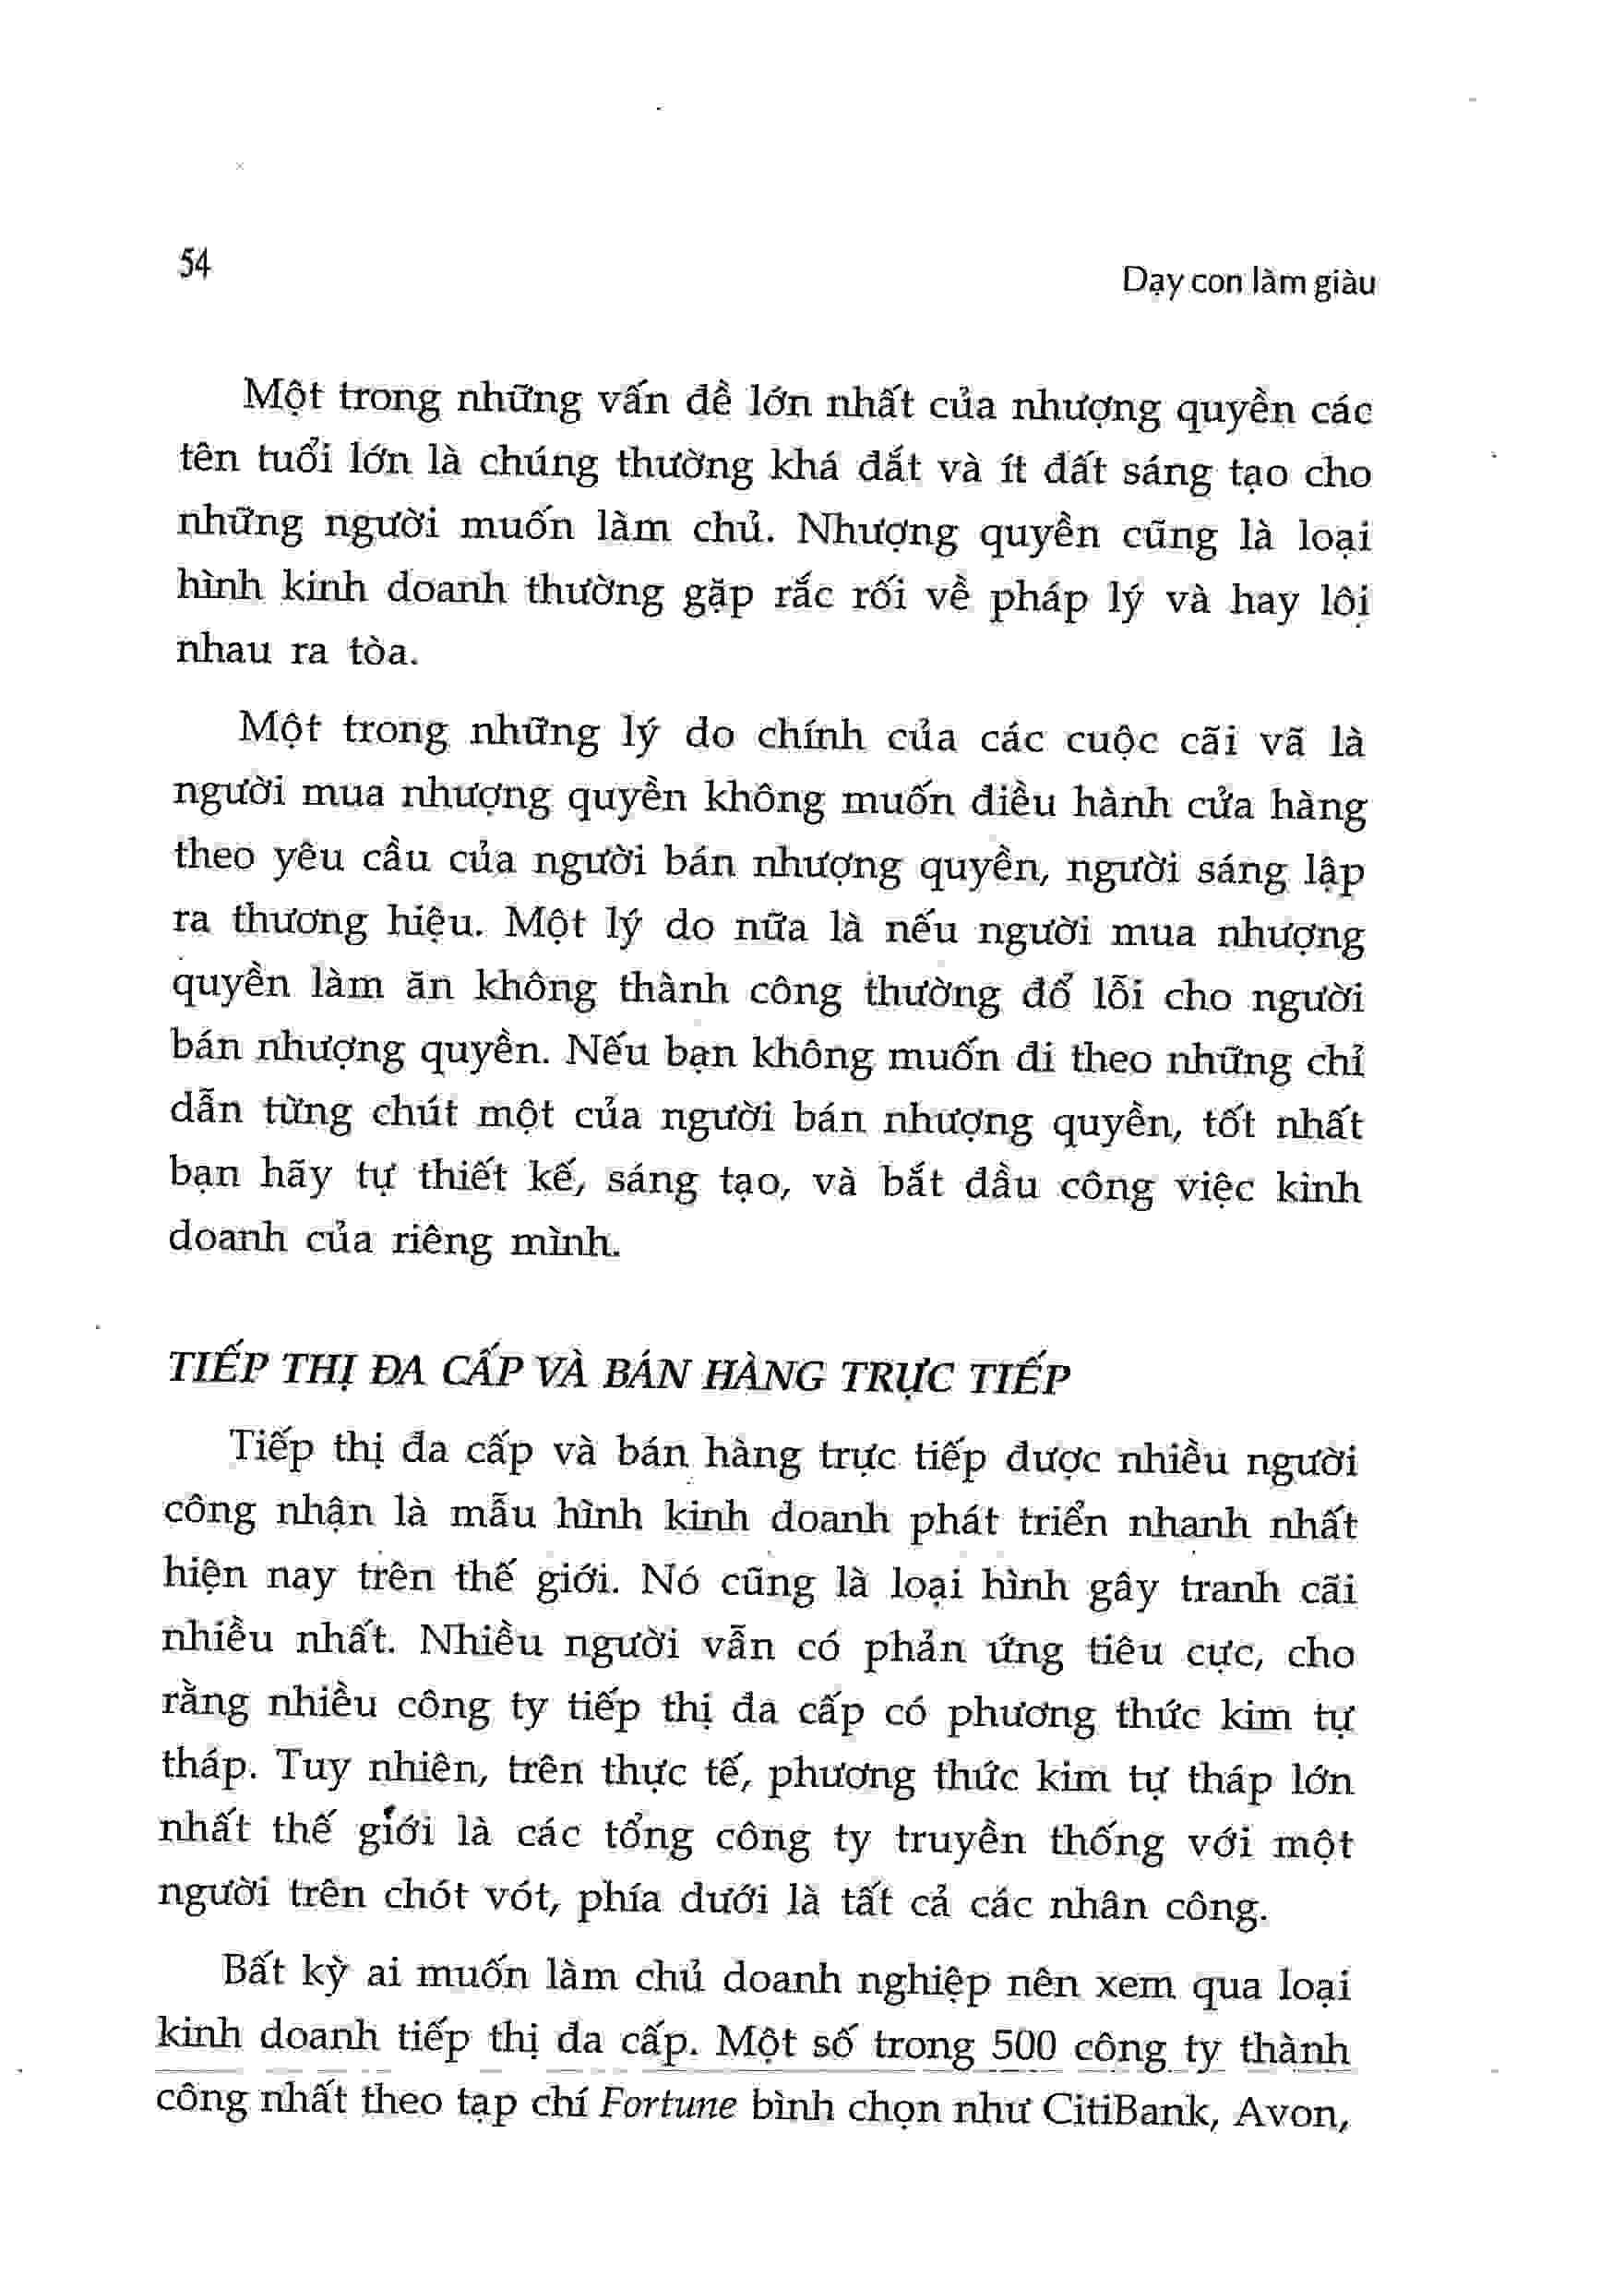 54
Dạy con làm giàu
Một trong những vấn đề lớn nhất của nhượng quyền các
tên tuổi lớn là chúng thường khá đắt và ít đất sáng tạo cho
những người muốn làm chủ. Nhượng quyền cũng là loại
hình kinh doanh thường gặp rắc rối về pháp lý và hay lôi
nhau ra tòa.
Một trong những lý do chính của các cuộc cãi vã là
người mua nhượng quyền không muốn điều hành cửa hàng
theo yêu cầu của người bán nhượng quyền, người sáng lập
ra thương hiệu. Một lý do nữa là nếu người mua nhượng
quyền làm ăn không thành công thường đổ lỗi cho người
bán nhượng quyền. Nếu bạn không muốn đi theo những chỉ
dẫn từng chút một của người bán nhượng quyền, tốt nhất
bạn hãy tự thiết kế, sáng tạo, và bắt đầu công việc kinh
doanh của riêng mình.
TIẾP THỊ ĐA CẤP VÀ BÁN HÀNG TRỰC TIẾP
Tiếp thị đa cấp và bán hàng trực tiếp được nhiều người
công nhận là mẫu hình kinh doanh phát triển nhanh nhất
hiện nay trên thế giới. Nó cũng là loại hình gây tranh cãi
nhiều nhất. Nhiều người vẫn có phản ứng tiêu cực, cho
rằng nhiều công ty tiếp thị đa cấp có phương thức kim tự
tháp. Tuy nhiên, trên thực tế, phương thức kim tự tháp lớn
nhất thế giới là các tổng công ty truyền thống với một
người trên chót vót, phía dưới là tất cả các nhân công.
Bất kỳ ai muốn làm chủ doanh nghiệp nên xem qua loại
kinh doanh tiếp thị đa cấp. Một số trong 500 công ty thành
công nhất theo tạp chí Fortune bình chọn như CitiBank, Avon,